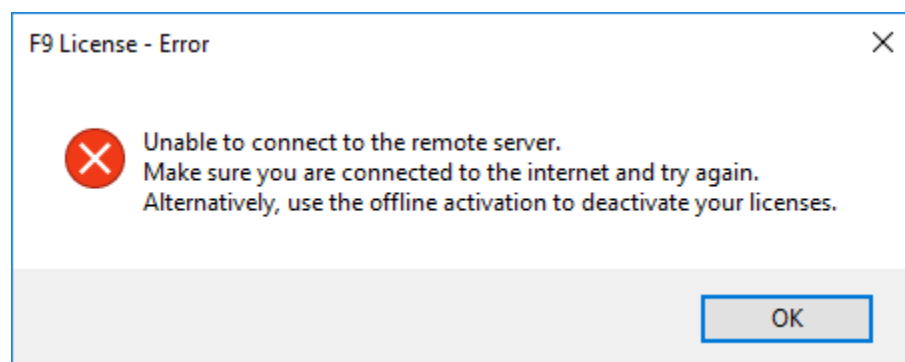 F9 License - Error
Unable to connect to the remote server.
Make sure you are connected to the internet and try again.
Alternatively, use the offline activation to deactivate your licenses.
OK